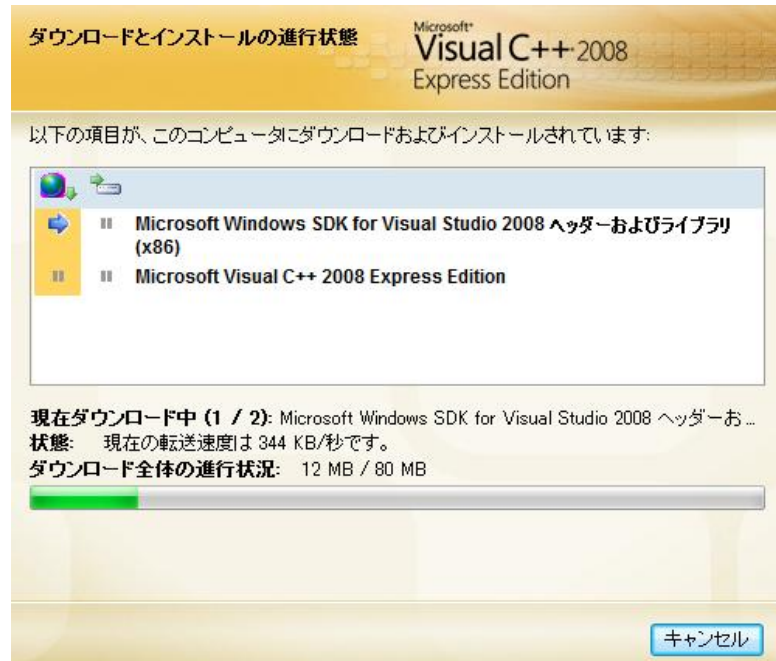 ダウンロードとインストールの進行状態
Microsoft
Visual C++ 2008
Express Edition
以下の項目が、このコンピュータにダウンロードおよびインストールされています:
Microsoft Windows SDK for Visual Studio 2008 ヘッダーおよびライブラリ
(x86)
Microsoft Visual C++ 2008 Express Edition
現在ダウンロード中 (1 / 2): Microsoft Windows SDK for Visual Studio 2008 ヘッダーお...
状態: 現在の転送速度は 344 KB/秒です。
ダウンロード全体の進行状況: 12 MB / 80 MB
キャンセル